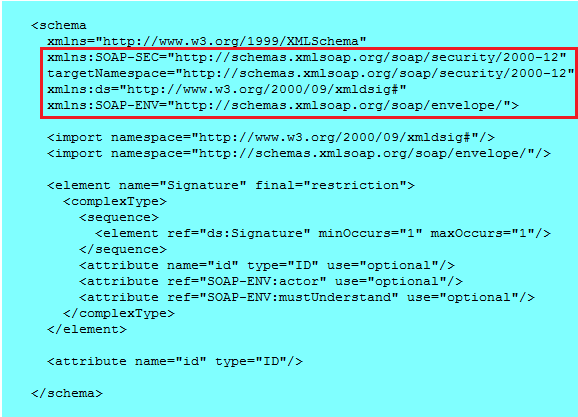 <schema
xmlns="http://www.w3.org/1999/XMLSchema"
xmlns:SOAP-SEC="http://schemas.xmlsoap.org/soap/security/2000-12"
targetNamespace="http://schemas.xmlsoap.org/soap/security/2000-12"
xmlns:ds="http://www.w3.org/2000/09/xmldsig#"
xmlns:SOAP-ENV="http://schemas.xmlsoap.org/soap/envelope/">
<import namespace="http://www.w3.org/2000/09/xmldsig#"/>
<import namespace="http://schemas.xmlsoap.org/soap/envelope/"/>
<element name="Signature" final="restriction">
<complexType>
<sequence>
<element ref="ds:Signature" minOccurs="1" maxOccurs="1"/>
</sequence>
<attribute name="id" type="ID" use="optional"/>
<attribute ref="SOAP-ENV:actor" use="optional"/>
<attribute ref="SOAP-ENV:mustUnderstand" use="optional"/>
</complexType>
</element>
<attribute name="id" type="ID"/>
</schema>